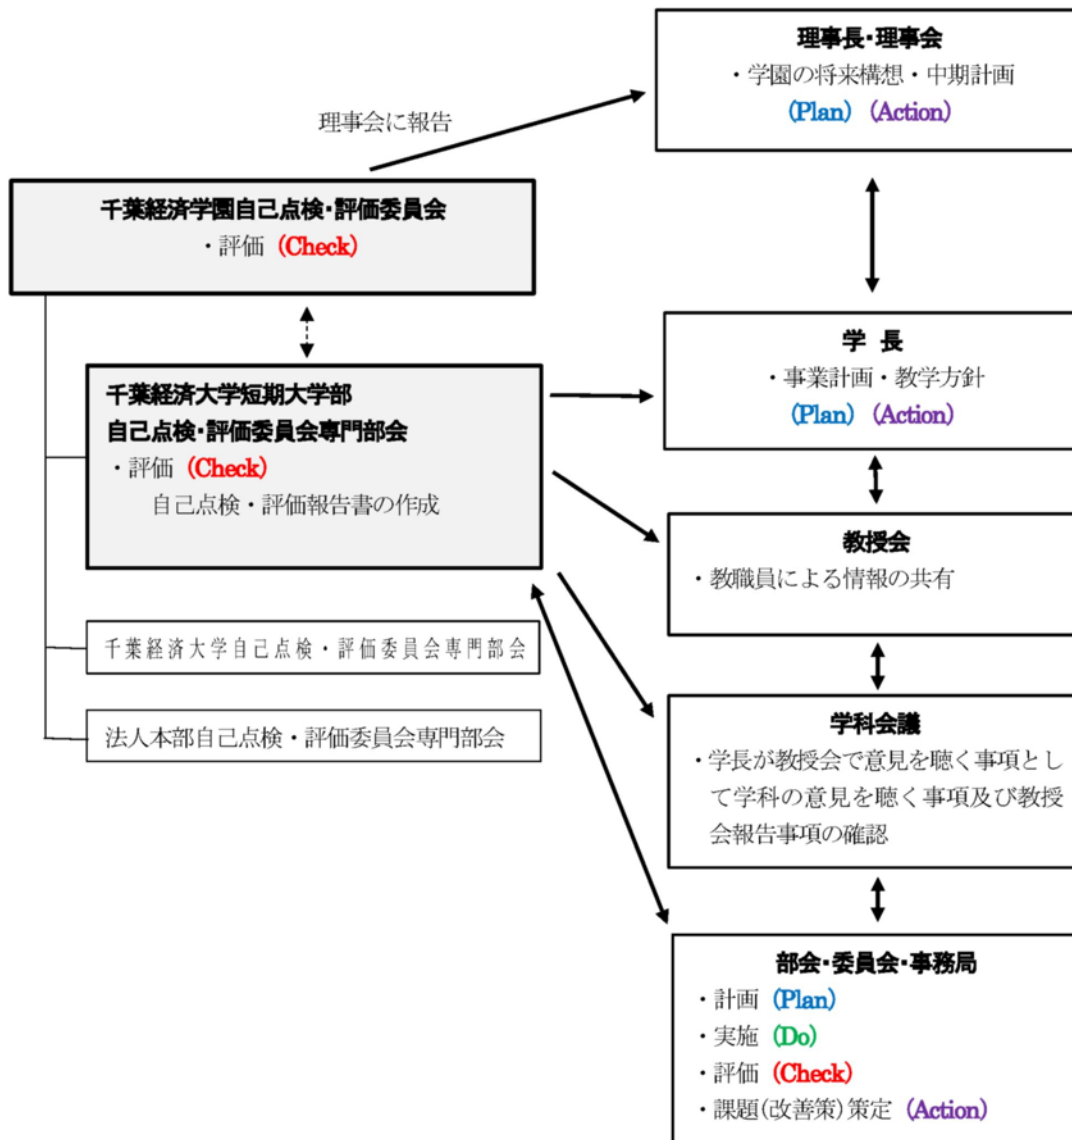 理事長・理事会
・学園の将来構想・中期計画
(Plan) (Action)
理事会に報告
千葉経済学園自己点検・評価委員会
・評価 (Check)
学 長
・事業計画・教学方針
(Plan) (Action)
千葉経済大学短期大学部
自己点検・評価委員会専門部会
・評価 (Check)
自己点検・評価報告書の作成
教授会
・教職員による情報の共有
千葉経済大学自己点検・評価委員会専門部会
法人本部自己点検・評価委員会専門部会
学科会議
・学長が教授会で意見を聴く事項とし
て学科の意見を聴く事項及び教授
会報告事項の確認
部会・委員会・事務局
・計画 (Plan)
・実施 (Do)
・評価 (Check)
・課題(改善策)策定 (Action)